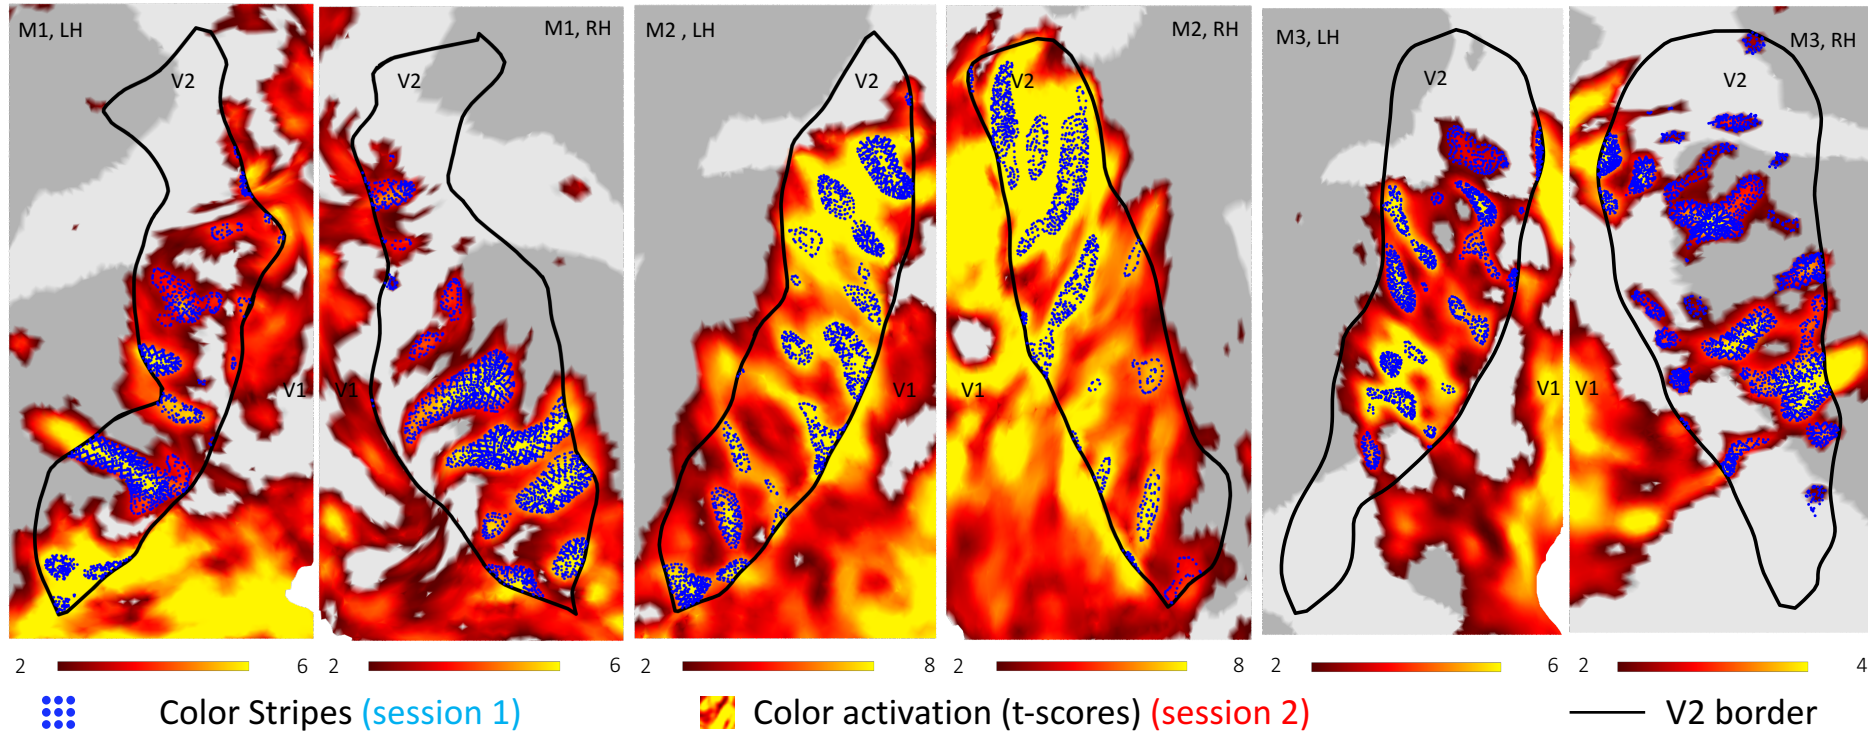 M1, LH
V2
V1
M1, RH
V2
V1
M2 , LH
V2
V1
M2, RH
V2
V1
M3, LH
V2
V1
M3, RH
V2
V1
2 6
2 6
2 8
2 8
2 6
2 4
Color Stripes (session 1)
Color activation (t-scores) (session 2)
V2 border